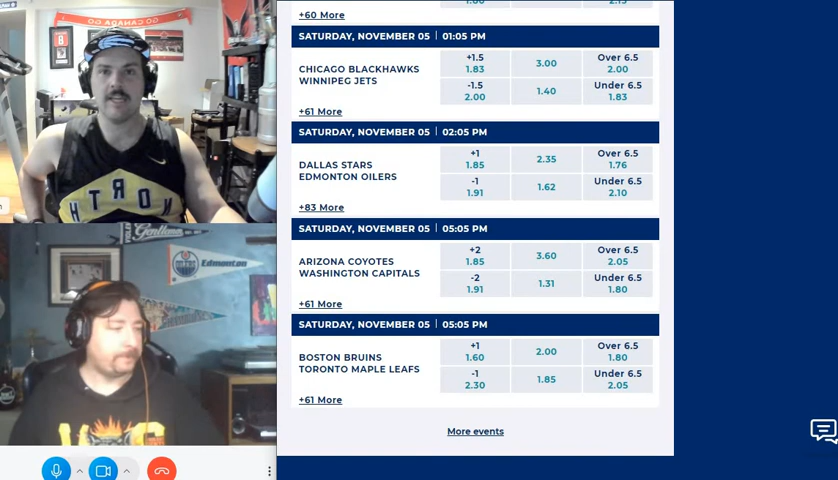 GO CANADA GO
8
NORTH
n
Gentlemen
Edmonton
+60 More
SATURDAY, NOVEMBER 05 | 01:05 PM
CHICAGO BLACKHAWKS
WINNIPEG JETS
+1.5
1.83
3.00
Over 6.5
2.00
-1.5
2.00
1.40
Under 6.5
1.83
+61 More
SATURDAY, NOVEMBER 05 | 02:05 PM
DALLAS STARS
EDMONTON OILERS
+1
1.85
2.35
Over 6.5
1.76
-1
1.91
1.62
Under 6.5
2.10
+83 More
SATURDAY, NOVEMBER 05 | 05:05 PM
ARIZONA COYOTES
WASHINGTON CAPITALS
+2
1.85
3.60
Over 6.5
2.05
-2
1.91
1.31
Under 6.5
1.80
+61 More
SATURDAY, NOVEMBER 05 | 05:05 PM
BOSTON BRUINS
TORONTO MAPLE LEAFS
+1
1.60
2.00
Over 6.5
1.80
-1
2.30
1.85
Under 6.5
2.05
+61 More
More events